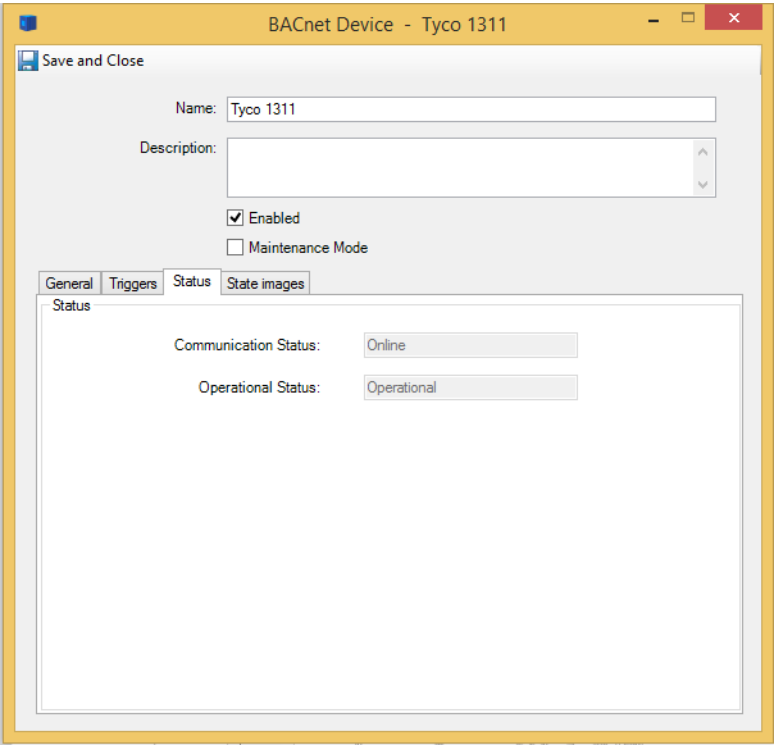 BACnet Device - Tyco 1311
Save and Close
Name: Tyco 1311
Description:
Enabled
Maintenance Mode
General Triggers Status State images
Status
Communication Status: Online
Operational Status: Operational